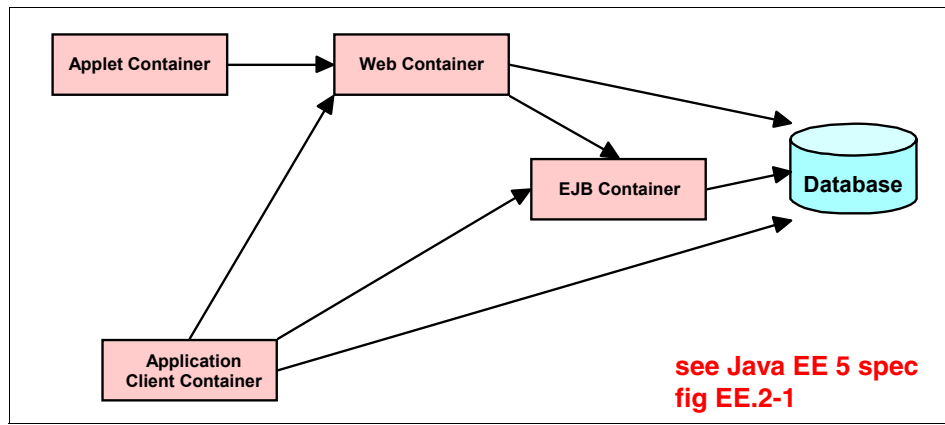 Applet Container
Web Container
EJB Container
Database
Application
Client Container
see Java EE 5 spec
fig EE.2-1